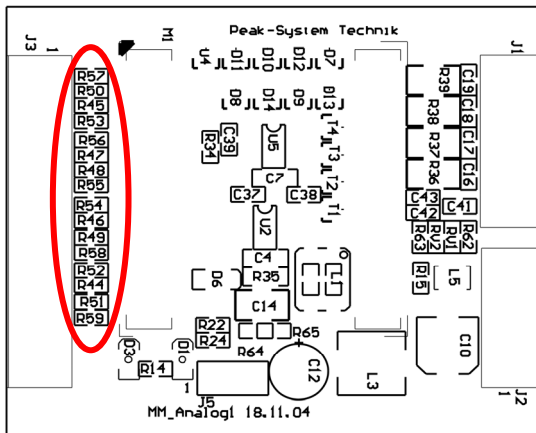 Peak-System Technik
J3
1
M1
U4
D11
D10
D12
D7
J1
R57
R50
R45
R53
R56
R47
R48
R55
R54
R46
R49
R58
R52
R44
R51
R59
D8
D14
D9
D13
R39
C19
R38
C18
R37
C17
R36
C16
T4
T3
T2
T1
R34
C39
U5
C7
C37
C38
C43
C42
C41
U2
R63
RV2
RV1
R62
C4
R35
D6
L1
R15
L5
C14
R22
R24
R65
R64
C10
D3
D1
R14
1
J5
+
C12
L3
J2
1
MM_Analog1 18.11.04